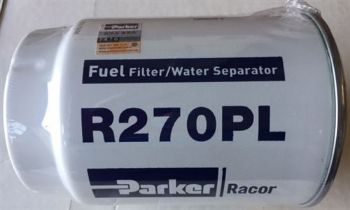 Parker
Fuel Filter/Water Separator
R270PL
Parker Racor